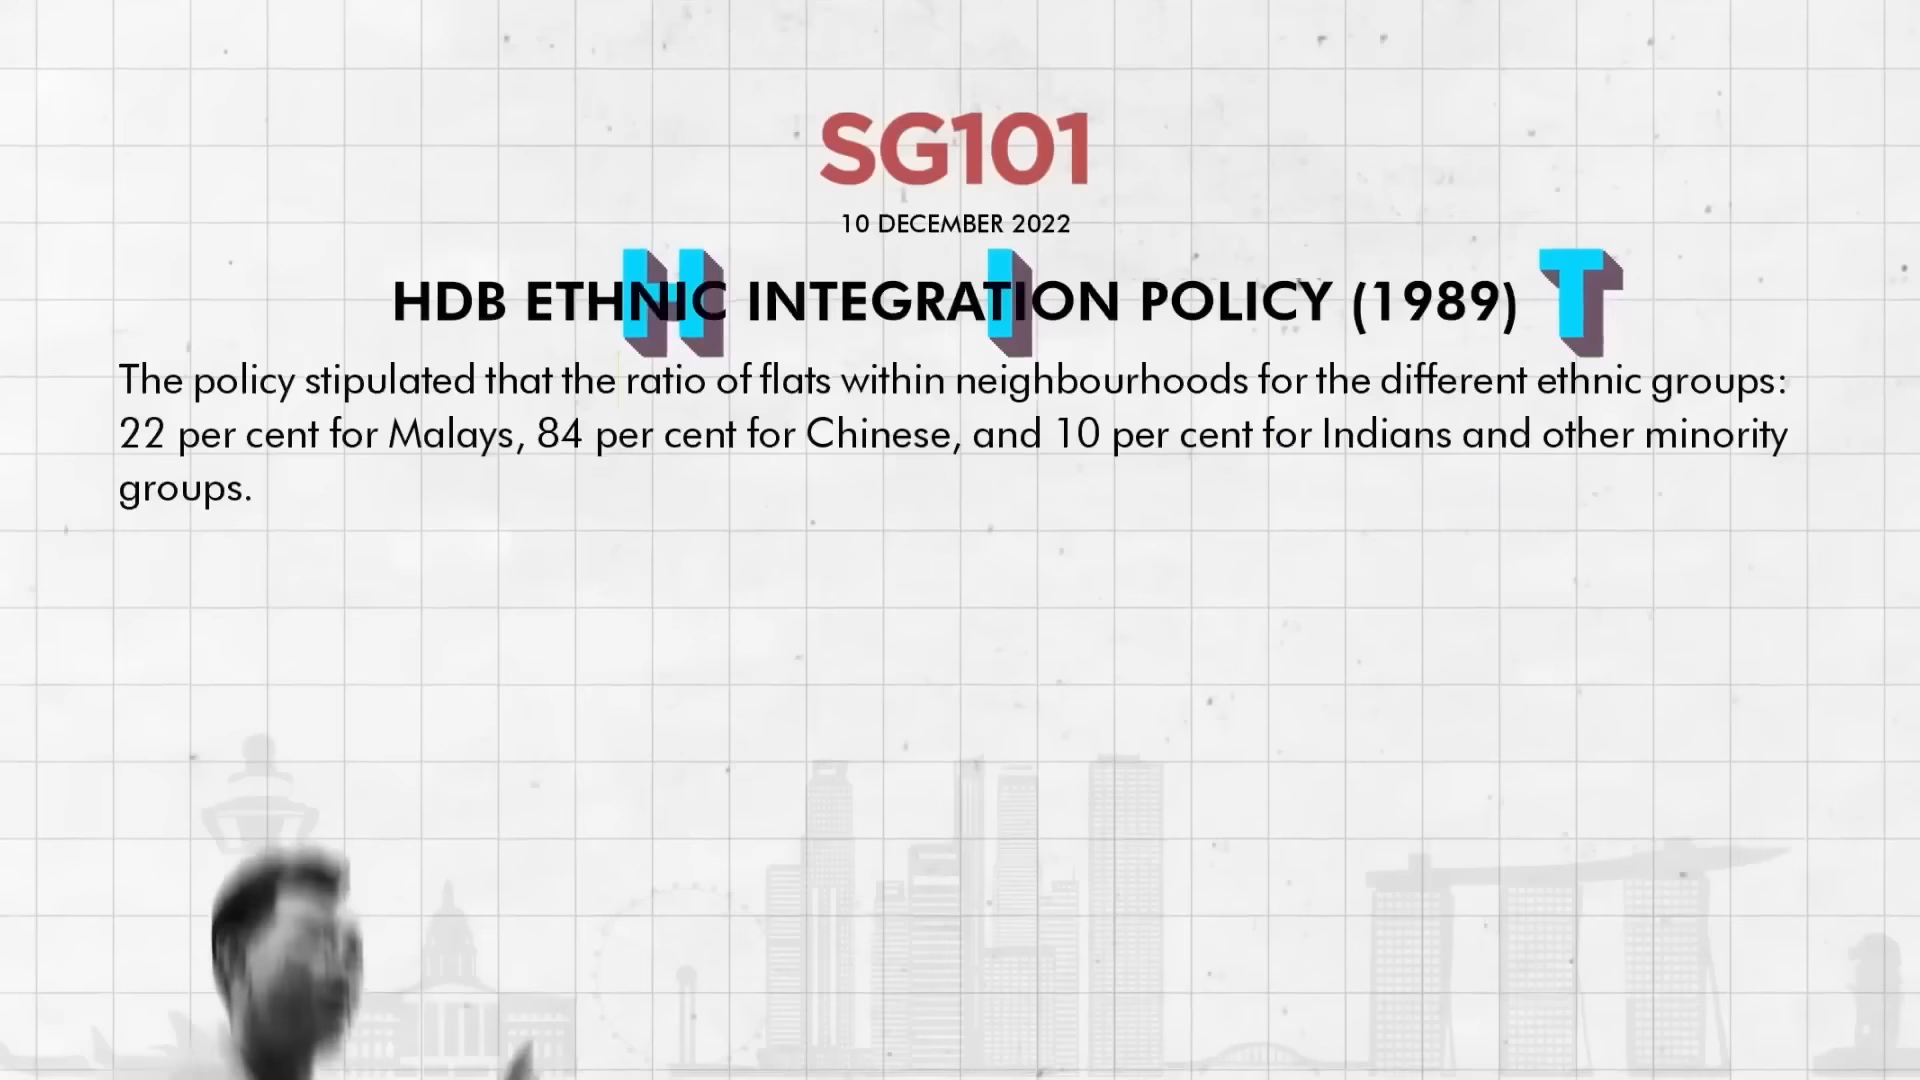 SG101
10 DECEMBER 2022
HDB ETHNIC INTEGRATION POLICY (1989)
H I T
The policy stipulated that the ratio of flats within neighbourhoods for the different ethnic groups:
22 per cent for Malays, 84 per cent for Chinese, and 10 per cent for Indians and other minority
groups.